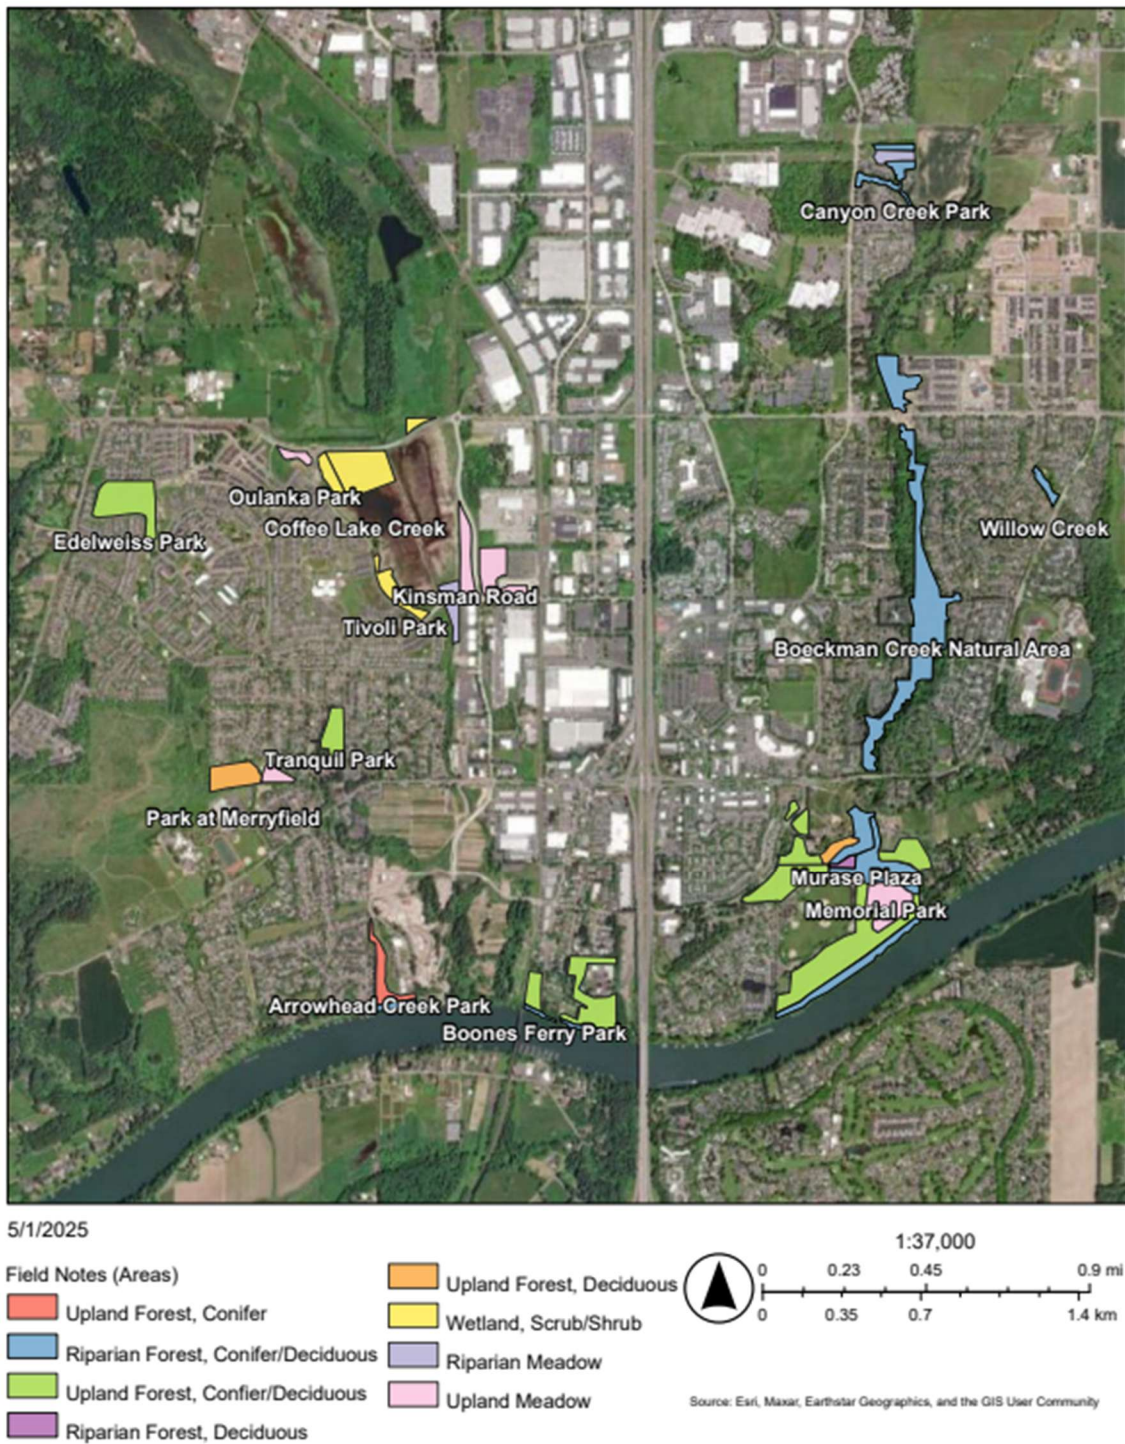 Canyon Creek Park
Oulanka Park
Coffee Lake Creek
Willow Creek
Edelweiss Park
Kinsman Road
Tivoli Park
Boeckman Creek Natural Area
Tranquil Park
Park at Merryfield
Murase Plaza
Memorial Park
Arrowhead Creek Park
Boones Ferry Park
5/1/2025
Field Notes (Areas)
Upland Forest, Conifer
Riparian Forest, Conifer/Deciduous
Upland Forest, Confier/Deciduous
Riparian Forest, Deciduous
Upland Forest, Deciduous
Wetland, Scrub/Shrub
Riparian Meadow
Upland Meadow
1:37,000
0 0.23 0.45 0.9 mi
0 0.35 0.7 1.4 km
Source: Esri, Maxar, Earthstar Geographics, and the GIS User Community